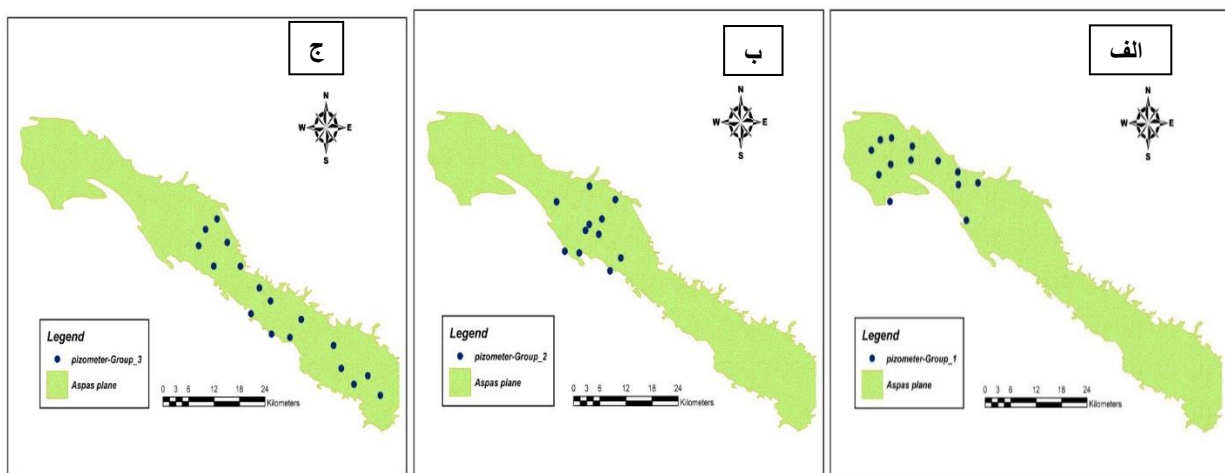 الف
N
W E
S
Legend
pizometer-Group_1
Aspas plane
0 3 6 12 18 24
Kilometers
ب
N
W E
S
Legend
pizometer-Group_2
Aspas plane
0 3 6 12 18 24
Kilometers
ج
N
W E
S
Legend
pizometer-Group_3
Aspas plane
0 3 6 12 18 24
Kilometers